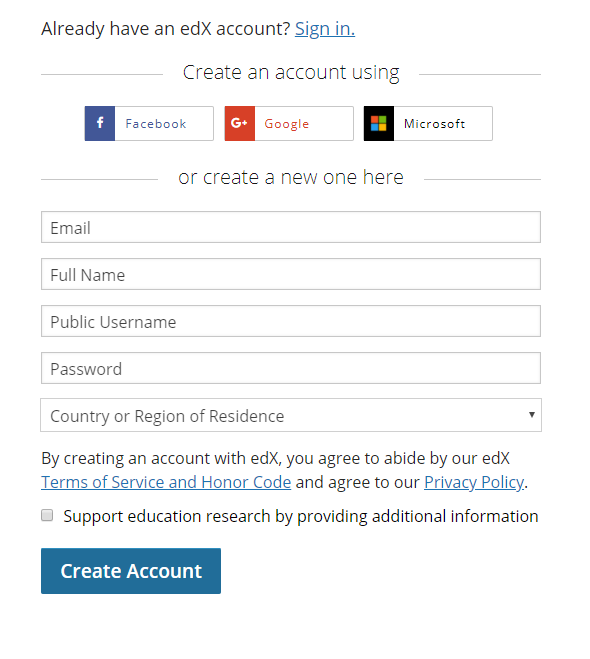 Already have an edX account? Sign in.
Create an account using
f Facebook G+ Google Microsoft
or create a new one here
Email
Full Name
Public Username
Password
Country or Region of Residence
By creating an account with edX, you agree to abide by our edX
Terms of Service and Honor Code and agree to our Privacy Policy.
Support education research by providing additional information
Create Account